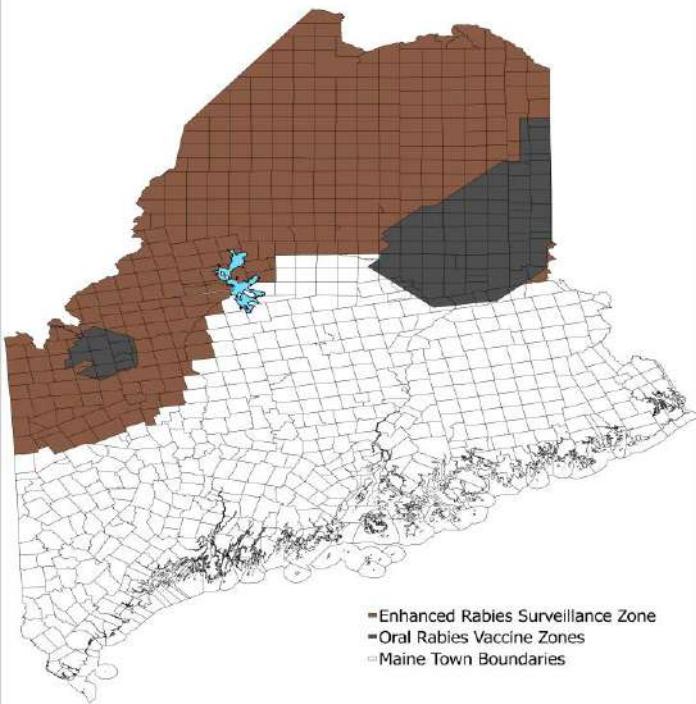 Enhanced Rabies Surveillance Zone
Oral Rabies Vaccine Zones
Maine Town Boundaries